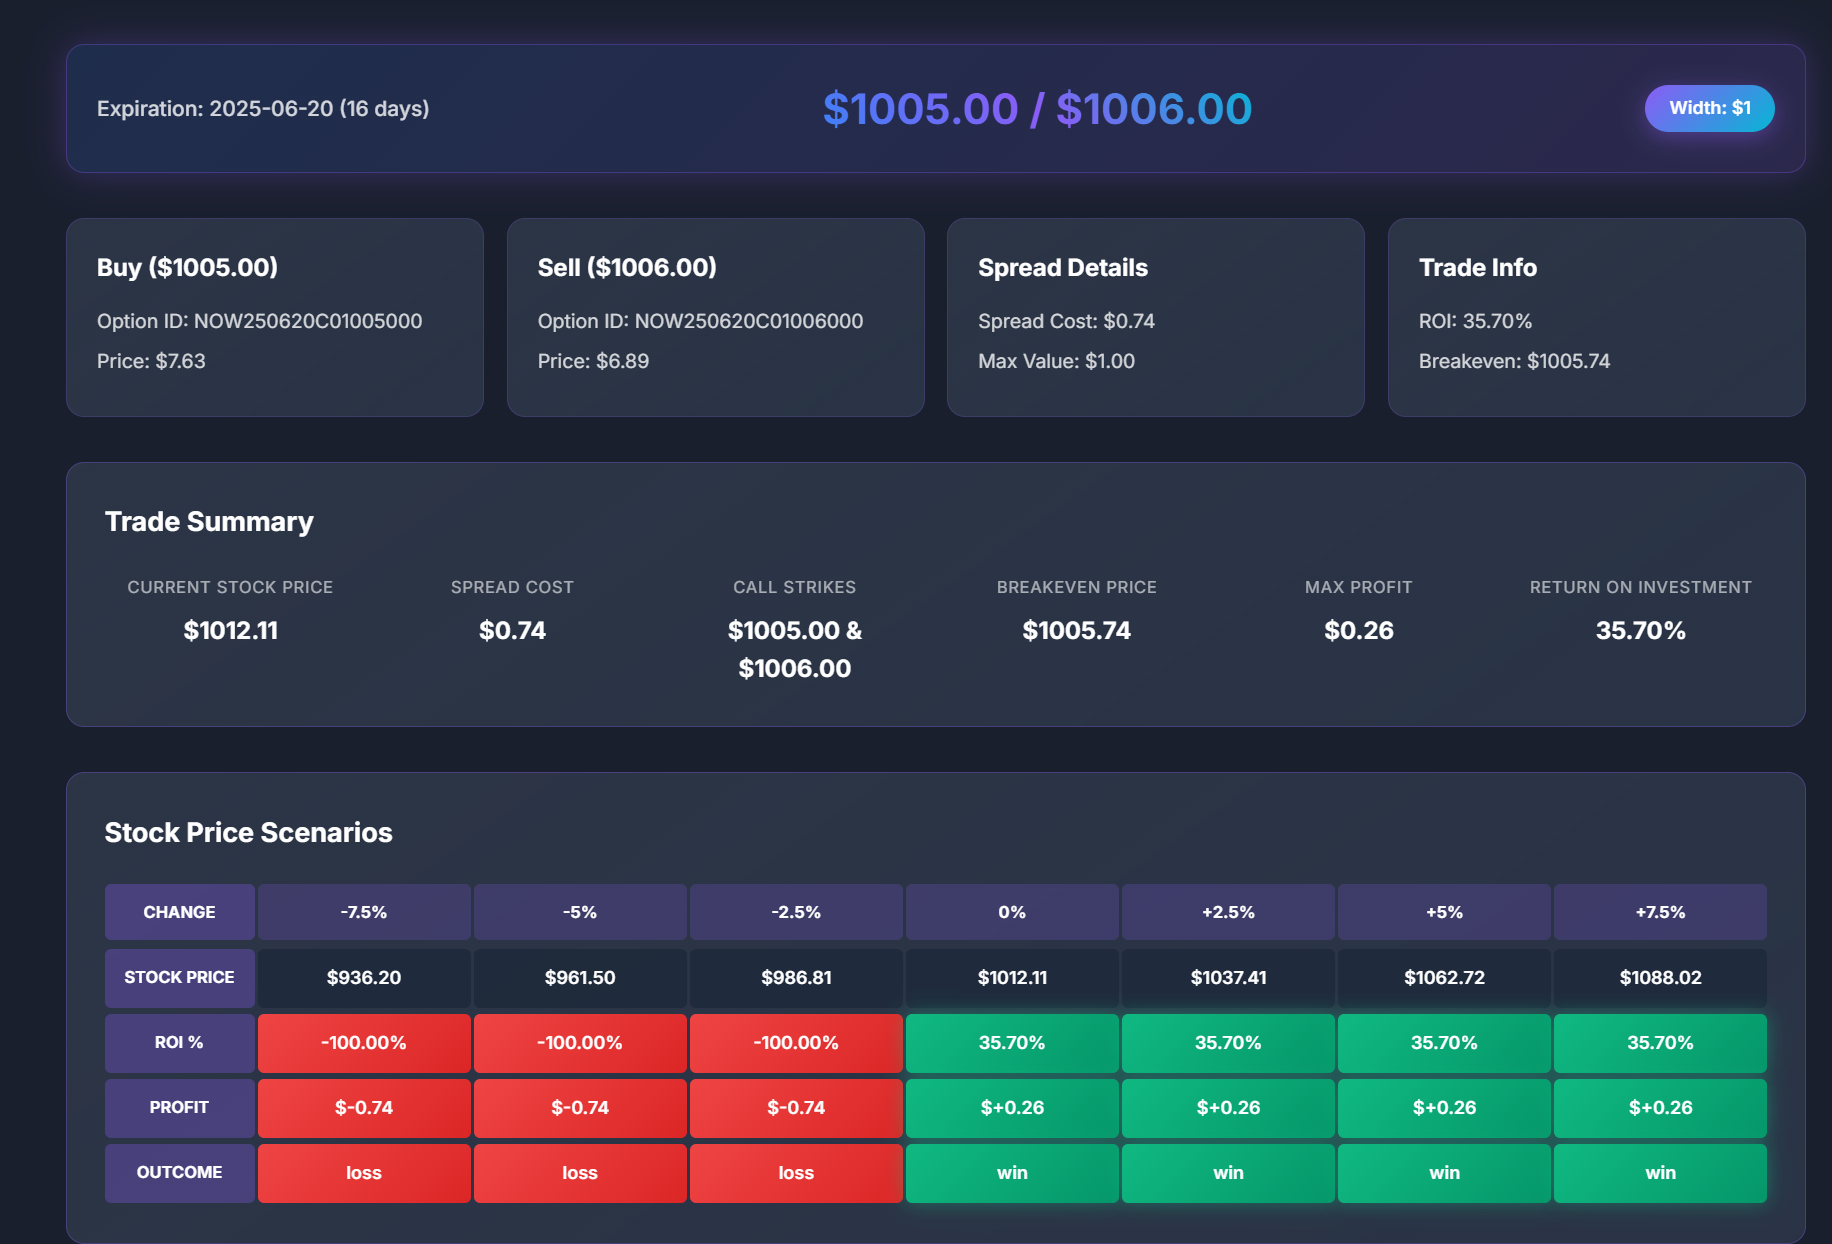 Expiration: 2025-06-20 (16 days)
$1005.00 / $1006.00
Width: $1
Buy ($1005.00)
Option ID: NOW250620C01005000
Price: $7.63
Sell ($1006.00)
Option ID: NOW250620C01006000
Price: $6.89
Spread Details
Spread Cost: $0.74
Max Value: $1.00
Trade Info
ROI: 35.70%
Breakeven: $1005.74
Trade Summary
CURRENT STOCK PRICE
$1012.11
SPREAD COST
$0.74
CALL STRIKES
$1005.00 &
$1006.00
BREAKEVEN PRICE
$1005.74
MAX PROFIT
$0.26
RETURN ON INVESTMENT
35.70%
Stock Price Scenarios
CHANGE -7.5% -5% -2.5% 0% +2.5% +5% +7.5%
STOCK PRICE $936.20 $961.50 $986.81 $1012.11 $1037.41 $1062.72 $1088.02
ROI % -100.00% -100.00% -100.00% 35.70% 35.70% 35.70% 35.70%
PROFIT $-0.74 $-0.74 $-0.74 $+0.26 $+0.26 $+0.26 $+0.26
OUTCOME loss loss loss win win win win